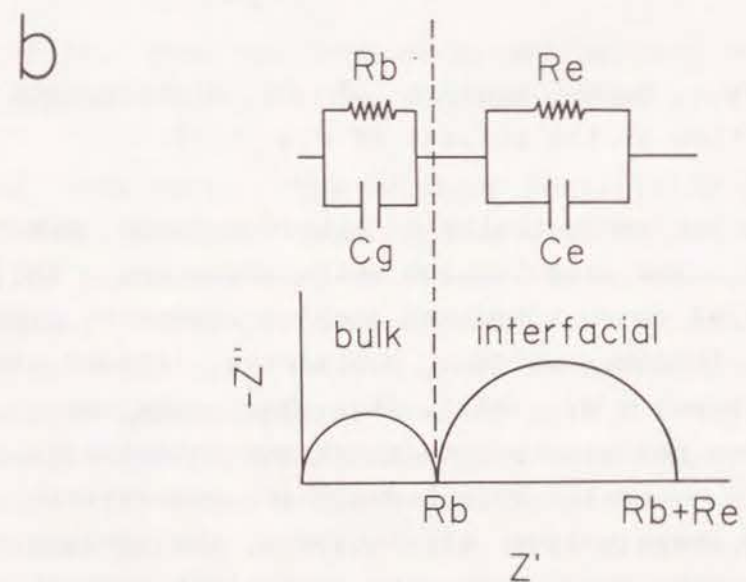 b
Rb Re
Cg Ce
bulk interfacial
-Z̈
Rb Rb+Re
Z'